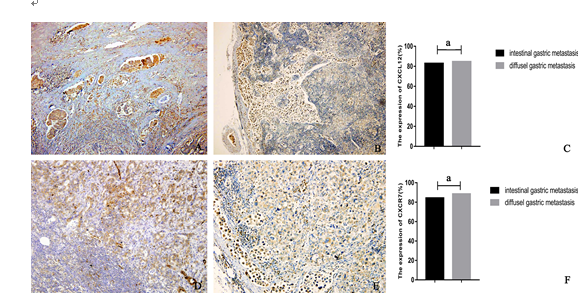 A
B
The expression of CXCL12(%)
100
80
60
40
20
0
a
intestinal gastric metastasis
diffusel gastric metastasis
C
D
E
The expression of CXCR7(%)
100
80
60
40
20
0
a
intestinal gastric metastasis
diffusel gastric metastasis
F